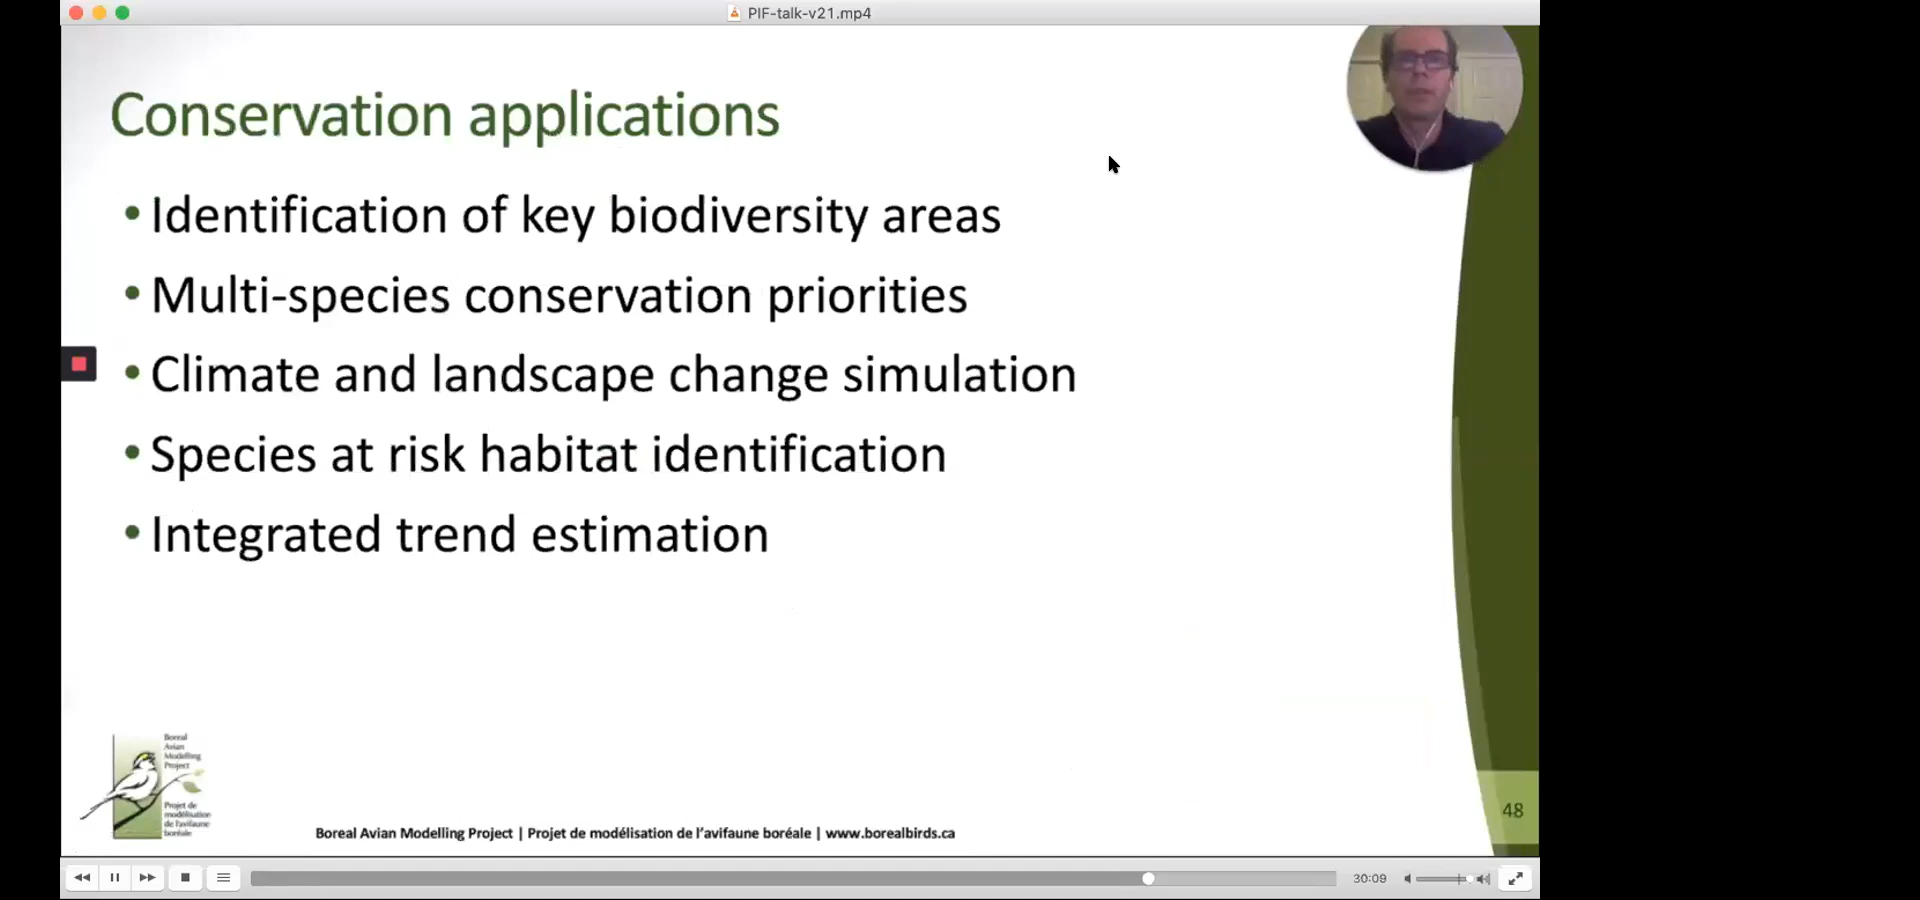 PIF-talk-v21.mp4
Conservation applications
• Identification of key biodiversity areas
• Multi-species conservation priorities
• Climate and landscape change simulation
• Species at risk habitat identification
• Integrated trend estimation
Boreal
Avian
Modelling
Project
Projet de
modélisation
de l'avifaune
boréale
Boreal Avian Modelling Project | Projet de modélisation de l'avifaune boréale | www.borealbirds.ca
48
30:09